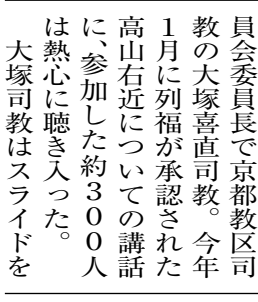 員会委員長で京都教区司
教の大塚喜直司教。今年
１月に列福が承認された
高山右近についての講話
に、参加した約３００人
は熱心に聴き入った。
　大塚司教はスライドを